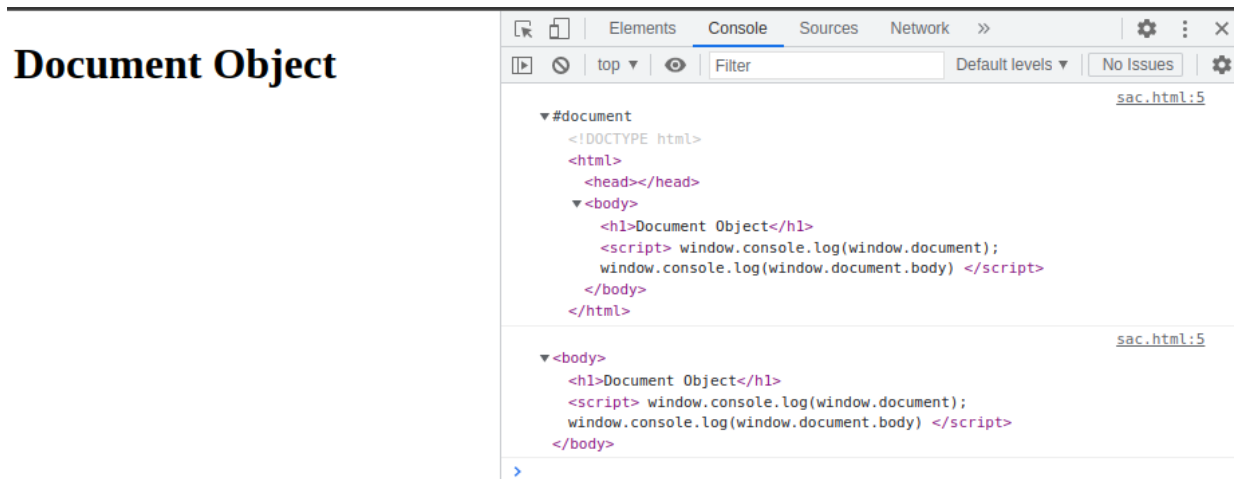 Document Object
Elements Console Sources Network »
top ▼ Filter Default levels ▼ No Issues
sac.html:5
▼#document
<!DOCTYPE html>
<html>
<head></head>
▼<body>
<h1>Document Object</h1>
<script> window.console.log(window.document);
window.console.log(window.document.body) </script>
</body>
</html>
sac.html:5
▼<body>
<h1>Document Object</h1>
<script> window.console.log(window.document);
window.console.log(window.document.body) </script>
</body>
>